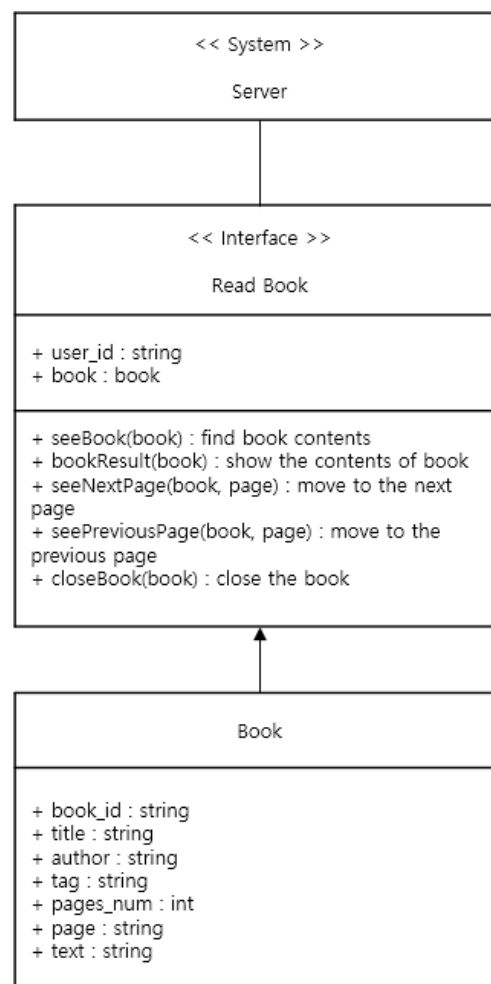 << System >>
Server
<< Interface >>
Read Book
+ user_id : string
+ book : book
+ seeBook(book) : find book contents
+ bookResult(book) : show the contents of book
+ seeNextPage(book, page) : move to the next
page
+ seePreviousPage(book, page) : move to the
previous page
+ closeBook(book) : close the book
Book
+ book_id : string
+ title : string
+ author : string
+ tag : string
+ pages_num : int
+ page : string
+ text : string